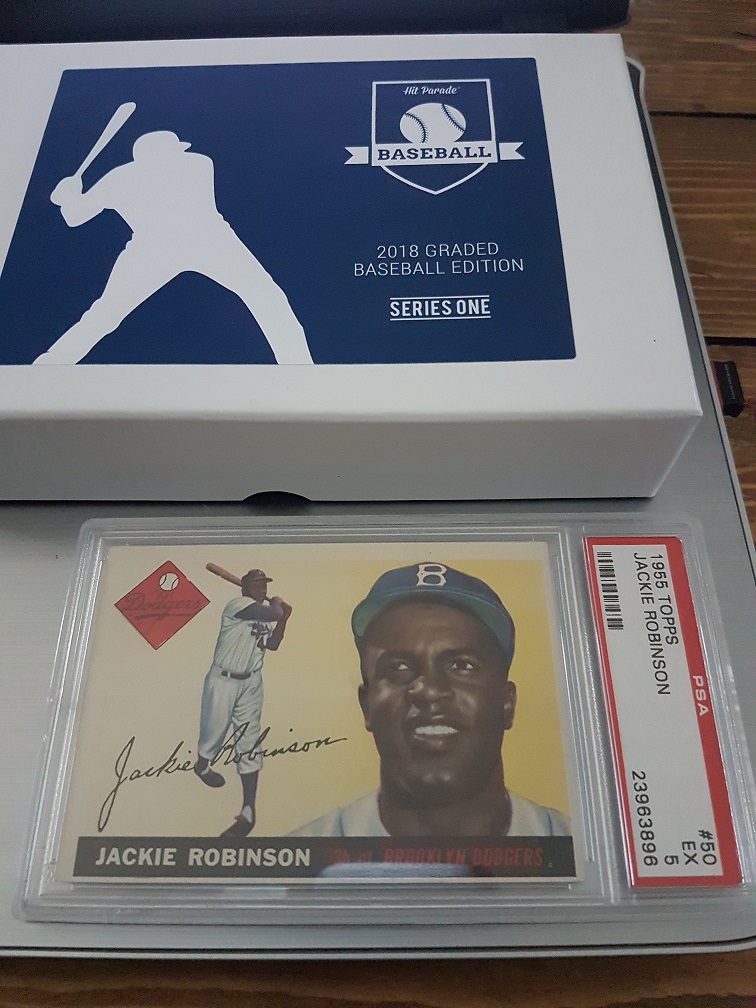 Hit Parade
BASEBALL
2018 GRADED
BASEBALL EDITION
SERIES ONE
Dodgers
B
Jackie Robinson
JACKIE ROBINSON
BROOKLYN DODGERS
1955 TOPPS
JACKIE ROBINSON
PSA
#50
EX
5
23963896